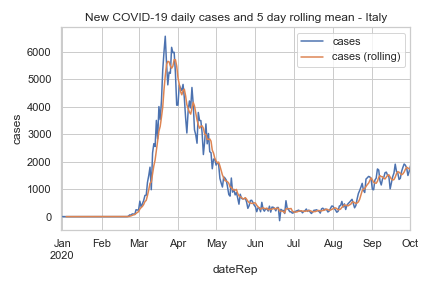 New COVID-19 daily cases and 5 day rolling mean - Italy
cases
cases (rolling)
6000
5000
4000
3000
2000
1000
0
cases
Jan Feb Mar Apr May Jun Jul Aug Sep Oct
2020
dateRep